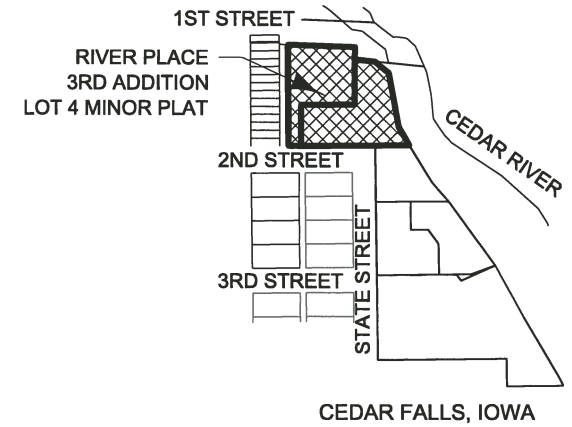 1ST STREET
RIVER PLACE
3RD ADDITION
LOT 4 MINOR PLAT
CEDAR RIVER
2ND STREET
3RD STREET
STATE STREET
CEDAR FALLS, IOWA